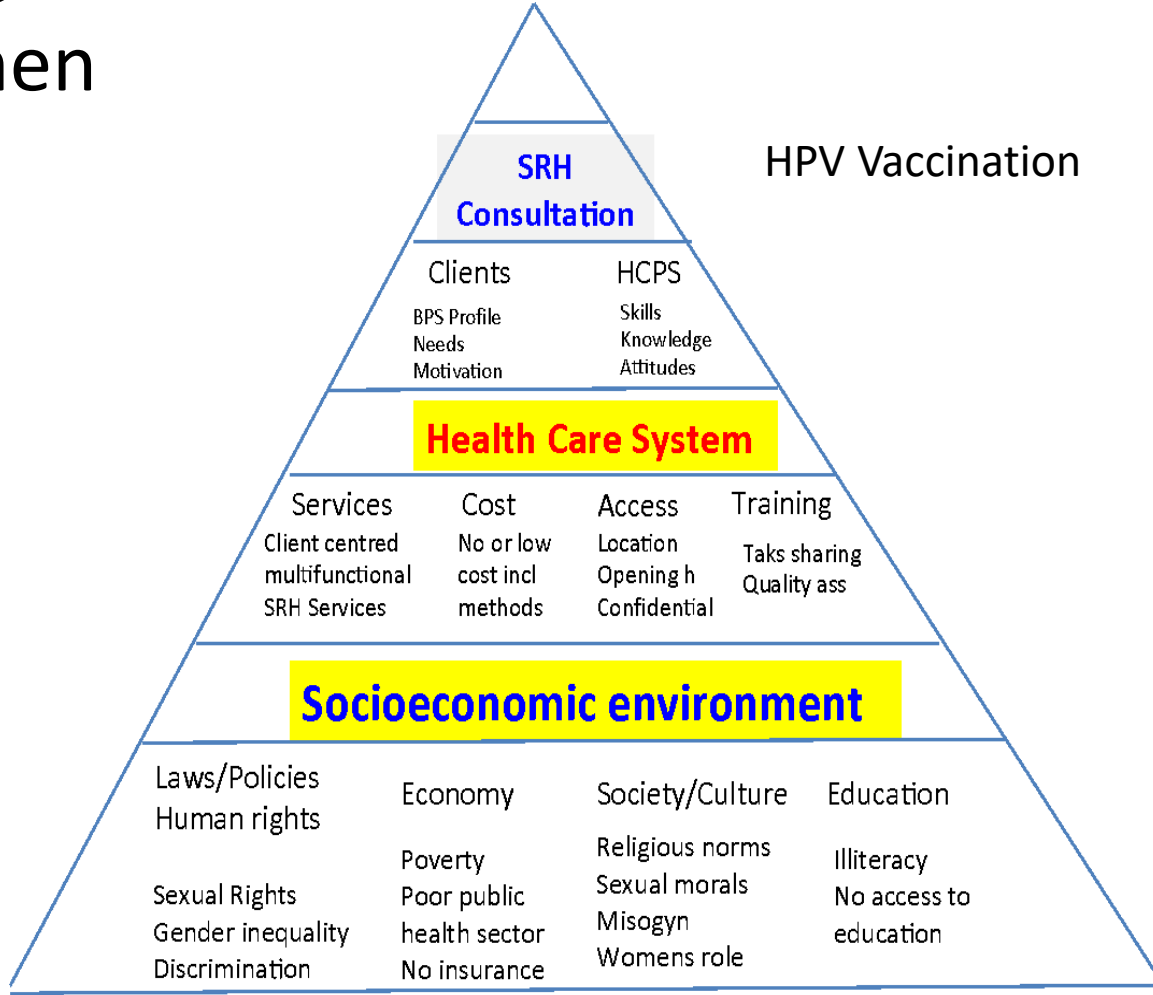 HPV Vaccination
SRH
Consultation
Clients
BPS Profile
Needs
Motivation
HCPS
Skills
Knowledge
Attitudes
Health Care System
Services
Client centred
multifunctional
SRH Services
Cost
No or low
cost incl
methods
Access
Location
Opening h
Confidential
Training
Taks sharing
Quality ass
Socioeconomic environment
Laws/Policies
Human rights
Sexual Rights
Gender inequality
Discrimination
Economy
Poverty
Poor public
health sector
No insurance
Society/Culture
Religious norms
Sexual morals
Misogyn
Womens role
Education
Illiteracy
No access to
education